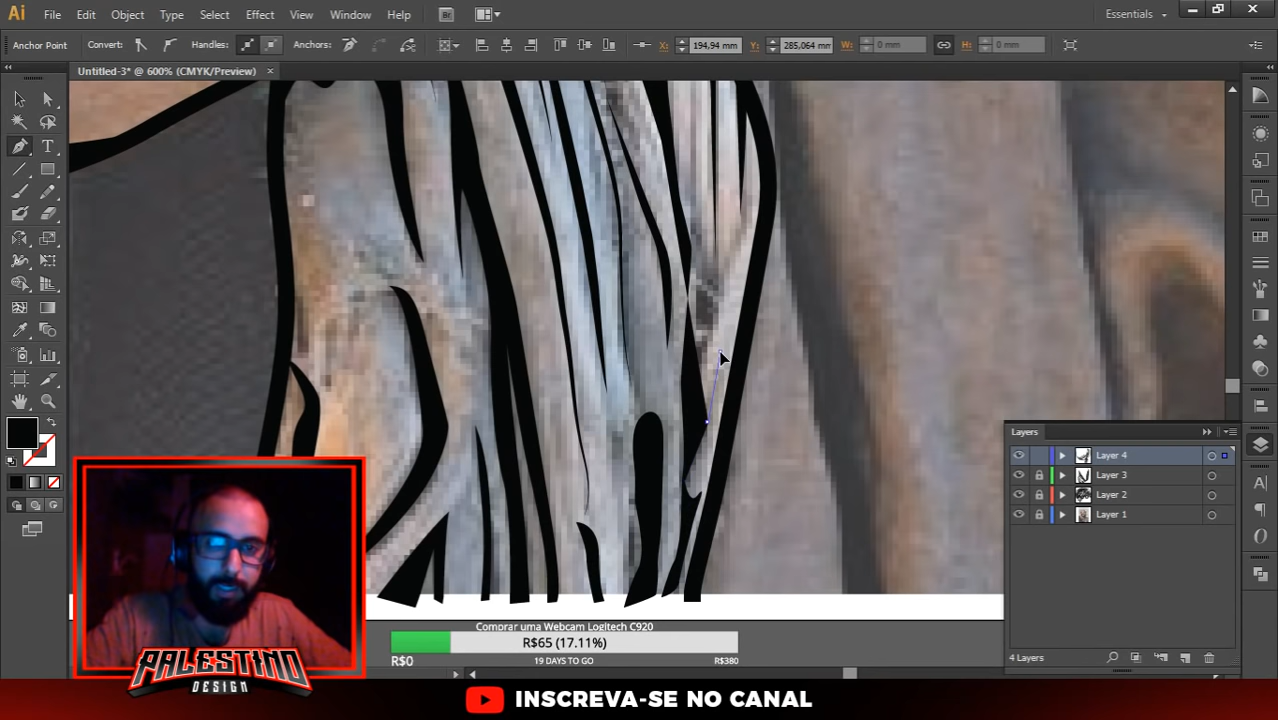 Ai File Edit Object Type Select Effect View Window Help Br Essentials
Anchor Point Convert: Handles: Anchors: X: 194,94 mm Y: 285,064 mm W: 0 mm H: 0 mm
Untitled-3* @ 600% (CMYK/Preview)
Layers
Layer 4
Layer 3
Layer 2
Layer 1
4 Layers
Comprar uma Webcam Logitech C920
R$65 (17.11%)
R$0 19 DAYS TO GO R$380
PALESTINO
DESIGN
INSCREVA-SE NO CANAL